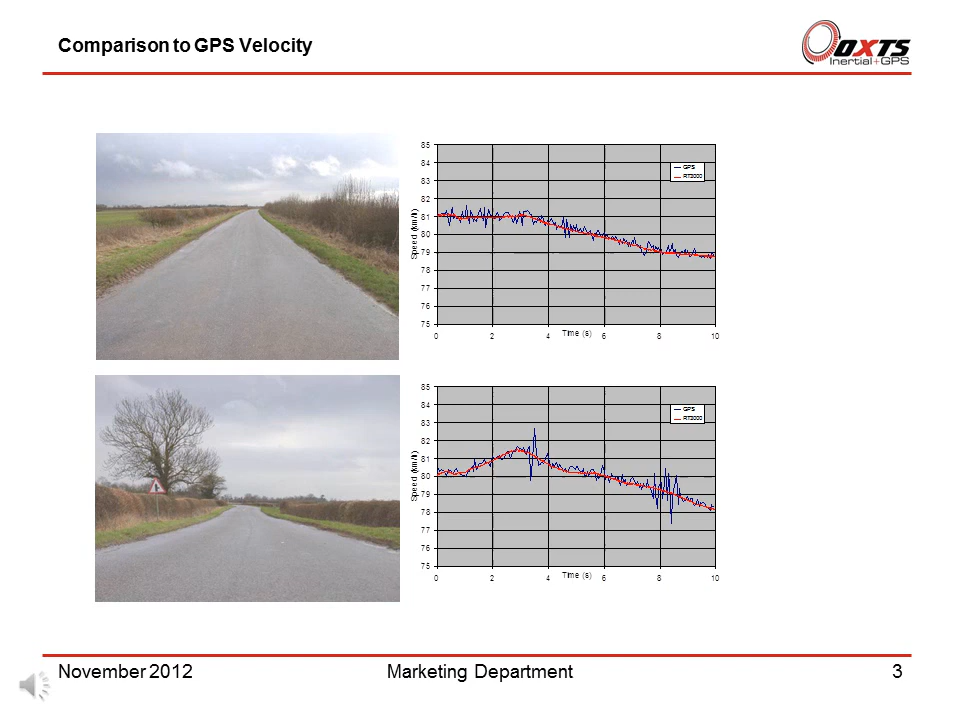 Comparison to GPS Velocity
OXTS
Inertial+GPS
85
84
83
82
81
80
79
78
77
76
75
Speed (km/h)
GPS
RT3000
0 2 4 6 8 10
Time (s)
85
84
83
82
81
80
79
78
77
76
75
Speed (km/h)
GPS
RT3000
0 2 4 6 8 10
Time (s)
November 2012 Marketing Department 3